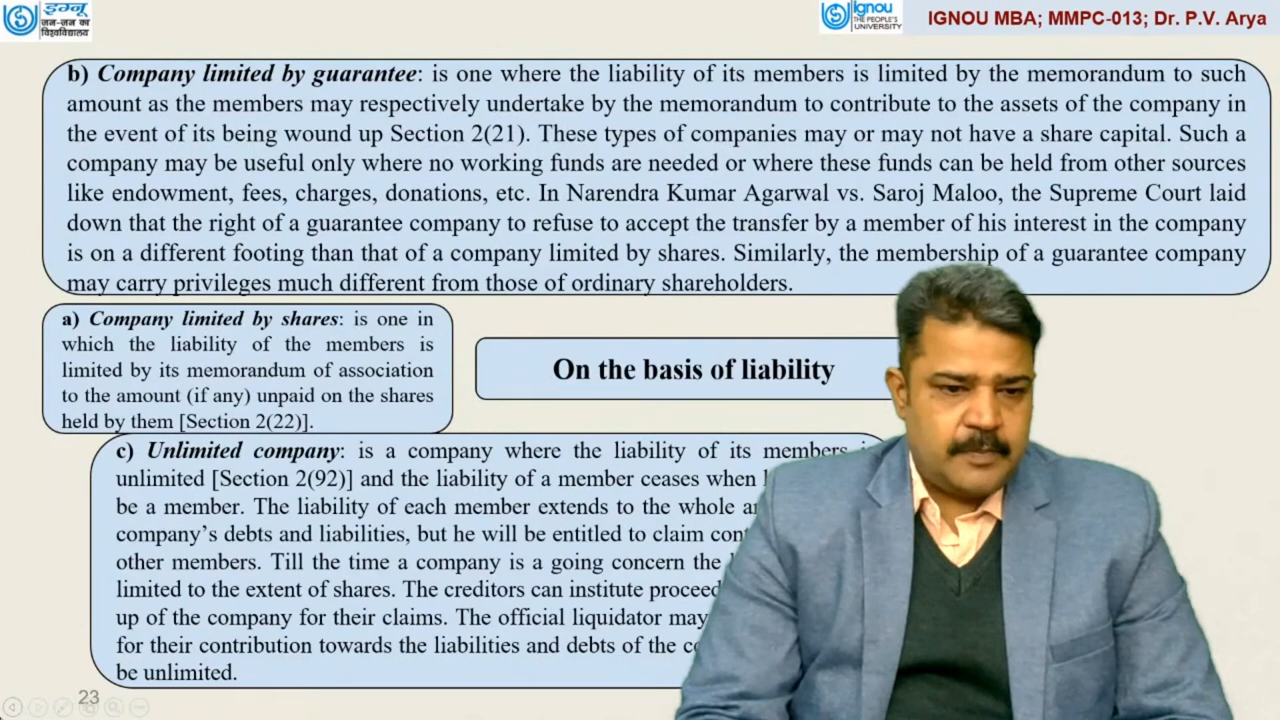 इग्नू
जन-जन का
विश्वविद्यालय
ignou
THE PEOPLE'S
UNIVERSITY
IGNOU MBA; MMPC-013; Dr. P.V. Arya
b) Company limited by guarantee: is one where the liability of its members is limited by the memorandum to such
amount as the members may respectively undertake by the memorandum to contribute to the assets of the company in
the event of its being wound up Section 2(21). These types of companies may or may not have a share capital. Such a
company may be useful only where no working funds are needed or where these funds can be held from other sources
like endowment, fees, charges, donations, etc. In Narendra Kumar Agarwal vs. Saroj Maloo, the Supreme Court laid
down that the right of a guarantee company to refuse to accept the transfer by a member of his interest in the company
is on a different footing than that of a company limited by shares. Similarly, the membership of a guarantee company
may carry privileges much different from those of ordinary shareholders.
a) Company limited by shares: is one in
which the liability of the members is
limited by its memorandum of association
to the amount (if any) unpaid on the shares
held by them [Section 2(22)].
On the basis of liability
c) Unlimited company: is a company where the liability of its members
unlimited [Section 2(92)] and the liability of a member ceases when
be a member. The liability of each member extends to the whole
company's debts and liabilities, but he will be entitled to claim
other members. Till the time a company is a going concern the
limited to the extent of shares. The creditors can institute
up of the company for their claims. The official liquidator may
for their contribution towards the liabilities and debts of the
be unlimited.
23